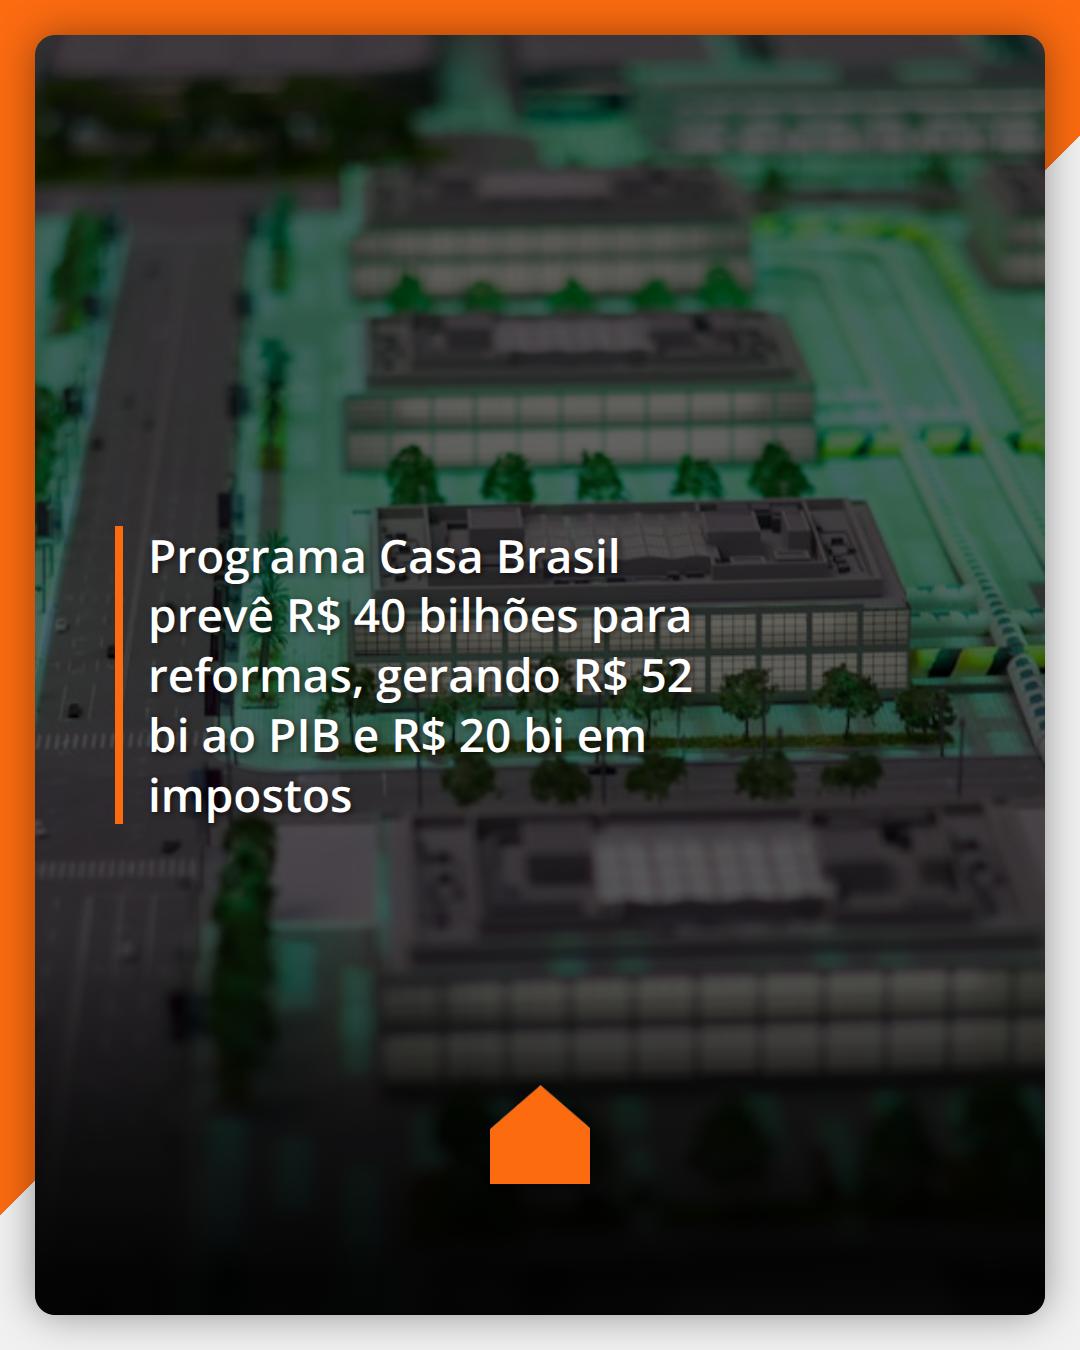 Programa Casa Brasil
prevê R$ 40 bilhões para
reformas, gerando R$ 52
bi ao PIB e R$ 20 bi em
impostos